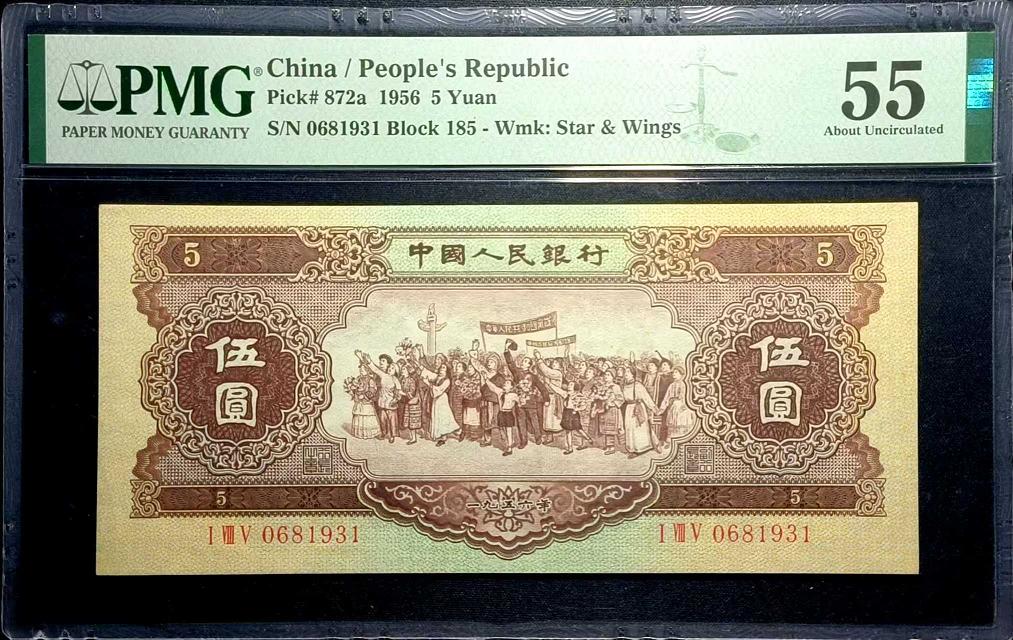 PMG®
PAPER MONEY GUARANTY
China / People's Republic
Pick# 872a 1956 5 Yuan
S/N 0681931 Block 185 - Wmk: Star & Wings
55
About Uncirculated
5
中國人民銀行
5
伍圓
伍圓
5
一九五六年
5
I VIII V 0681931
I VIII V 0681931